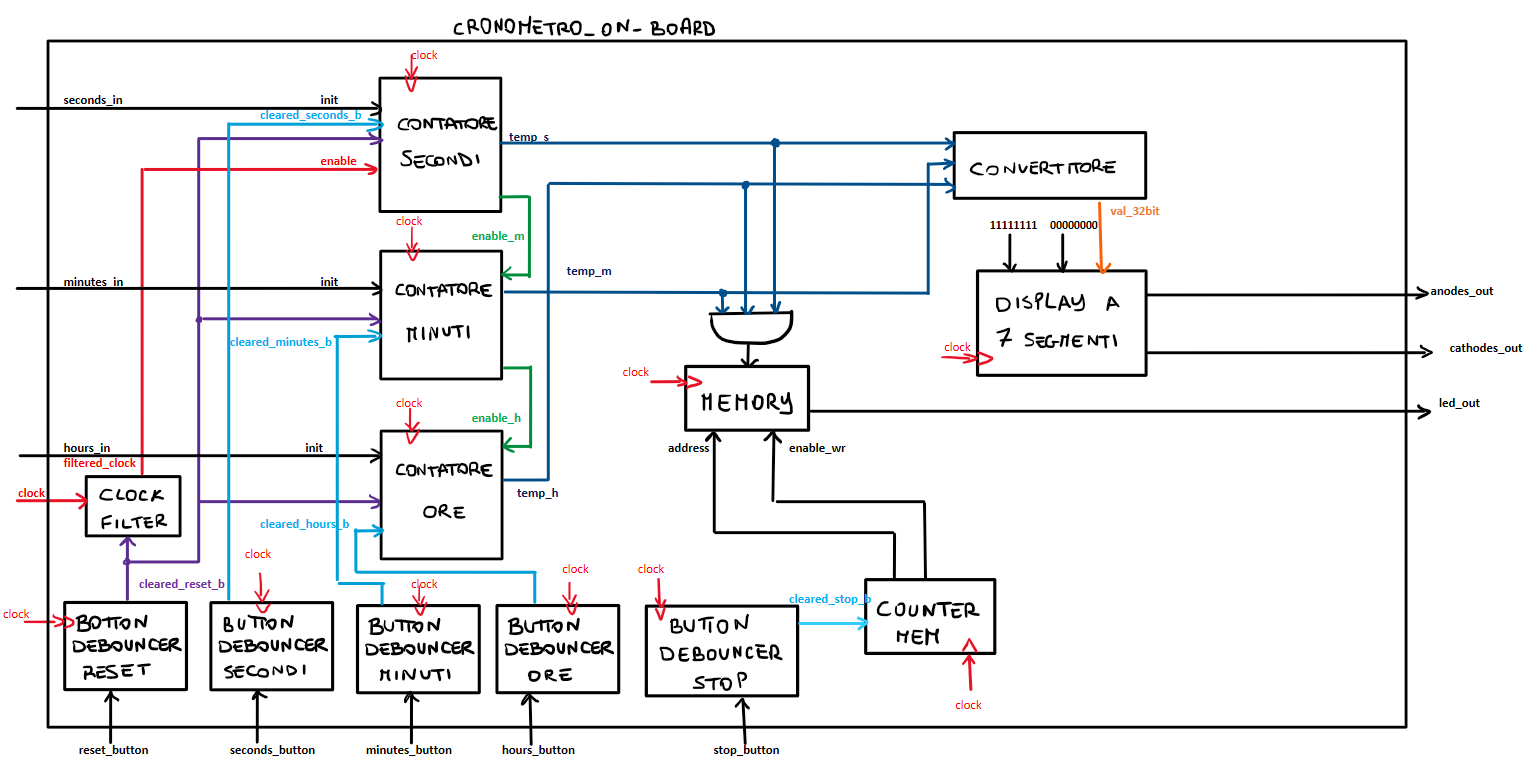 CRONOMETRO_ON-BOARD
clock
seconds_in
init
cleared_seconds_b
CONTATORE
SECONDI
temp_s
enable
CONVERTITORE
val_32bit
11111111
00000000
clock
enable_m
minutes_in
init
CONTATORE
MINUTI
temp_m
cleared_minutes_b
DISPLAY A
7 SEGMENTI
clock
anodes_out
cathodes_out
led_out
clock
MEMORY
clock
enable_h
hours_in
init
filtered_clock
CONTATORE
ORE
temp_h
address
enable_wr
clock
CLOCK
FILTER
cleared_hours_b
cleared_reset_b
clock
clock
clock
clock
clock
BOTTON
DEBOUNCER
RESET
BUTTON
DEBOUNCER
SECONDI
BUTTON
DEBOUNCER
MINUTI
BUTTON
DEBOUNCER
ORE
BUTTON
DEBOUNCER
STOP
cleared_stop_b
COUNTER
MEM
clock
reset_button
seconds_button
minutes_button
hours_button
stop_button